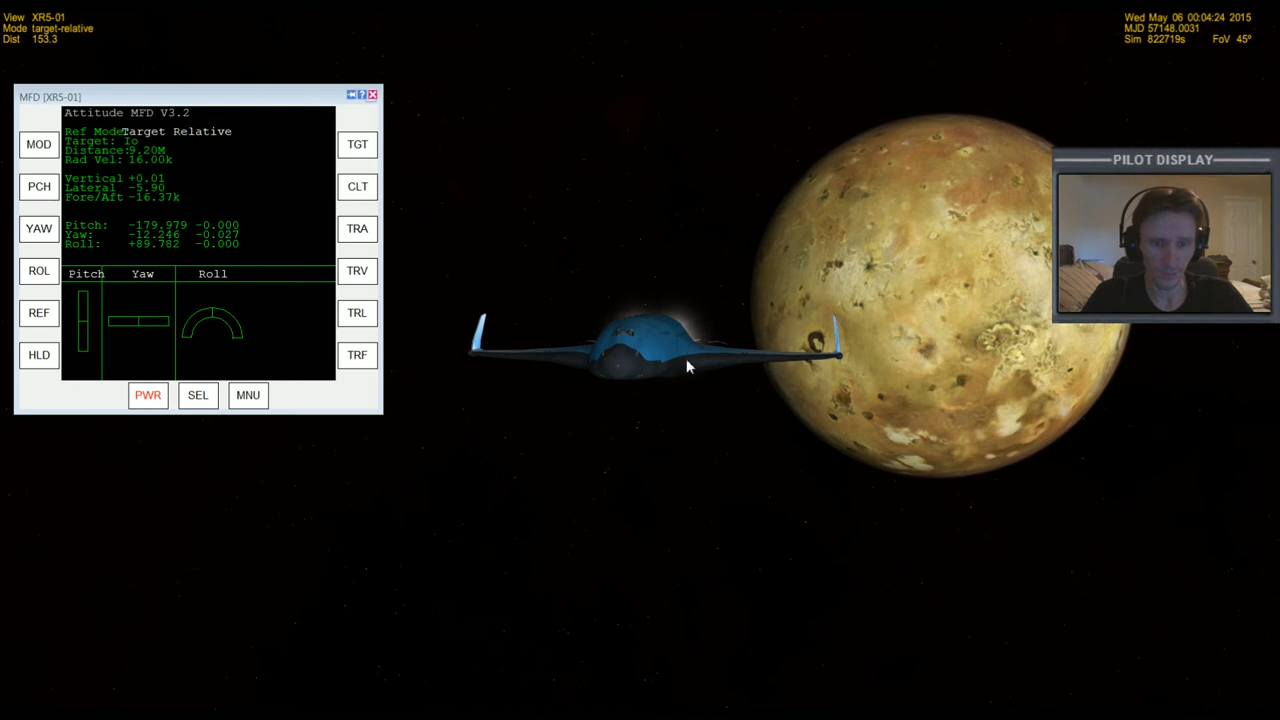 View XR5-01
Mode target-relative
Dist 153.3
Wed May 06 00:04:24 2015
MJD 57148.0031
Sim 822719s FoV 45º
MFD [XR5-01]
Attitude MFD V3.2
Ref Mode Target Relative
Target: Io
Distance:9.20M
Rad Vel: 16.00k
Vertical +0.01
Lateral -5.90
Fore/Aft -16.37k
Pitch: -179.979 -0.000
Yaw: -12.246 -0.027
Roll: +89.782 -0.000
Pitch Yaw Roll
MOD
PCH
YAW
ROL
REF
HLD
TGT
CLT
TRA
TRV
TRL
TRF
PWR SEL MNU
PILOT DISPLAY